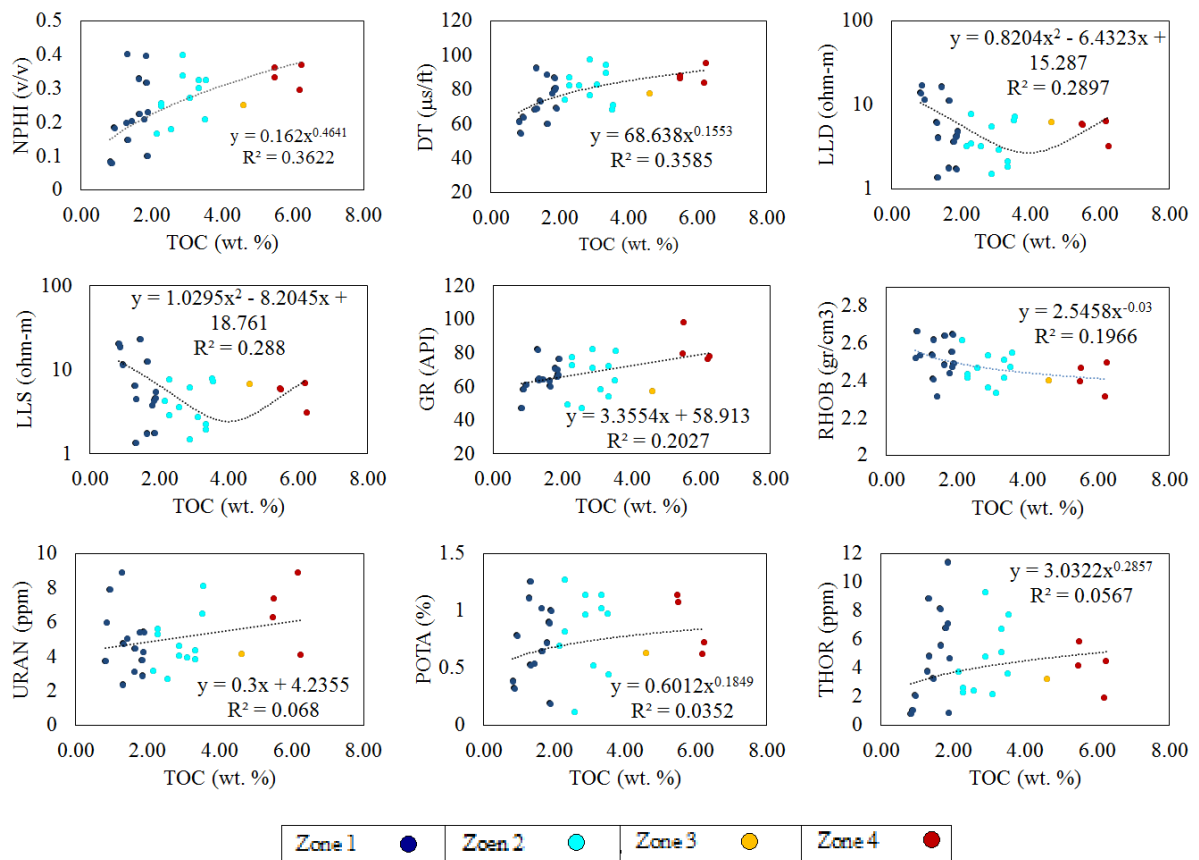 0.5
0.4
0.3
0.2
0.1
0
NPHI (v/v)
y = 0.162x^0.4641
R² = 0.3622
0.00 2.00 4.00 6.00 8.00
TOC (wt. %)
120
100
80
60
40
20
DT (µs/ft)
y = 68.638x^0.1553
R² = 0.3585
0.00 2.00 4.00 6.00 8.00
TOC (wt. %)
100
10
1
LLD (ohm-m)
y = 0.8204x² - 6.4323x +
15.287
R² = 0.2897
0.00 2.00 4.00 6.00 8.00
TOC (wt. %)
100
10
1
LLS (ohm-m)
y = 1.0295x² - 8.2045x +
18.761
R² = 0.288
0.00 2.00 4.00 6.00 8.00
TOC (wt. %)
120
100
80
60
40
20
GR (API)
y = 3.3554x + 58.913
R² = 0.2027
0.00 2.00 4.00 6.00 8.00
TOC (wt. %)
2.8
2.6
2.4
2.2
2
RHOB (gr/cm3)
y = 2.5458x^-0.03
R² = 0.1966
0.00 2.00 4.00 6.00 8.00
TOC (wt. %)
10
8
6
4
2
0
URAN (ppm)
y = 0.3x + 4.2355
R² = 0.068
0.00 2.00 4.00 6.00 8.00
TOC (wt. %)
1.5
1
0.5
0
POTA (%)
y = 0.6012x^0.1849
R² = 0.0352
0.00 2.00 4.00 6.00 8.00
TOC (wt. %)
12
10
8
6
4
2
0
THOR (ppm)
y = 3.0322x^0.2857
R² = 0.0567
0.00 2.00 4.00 6.00 8.00
TOC (wt. %)
Zone 1 Zoen 2 Zone 3 Zone 4